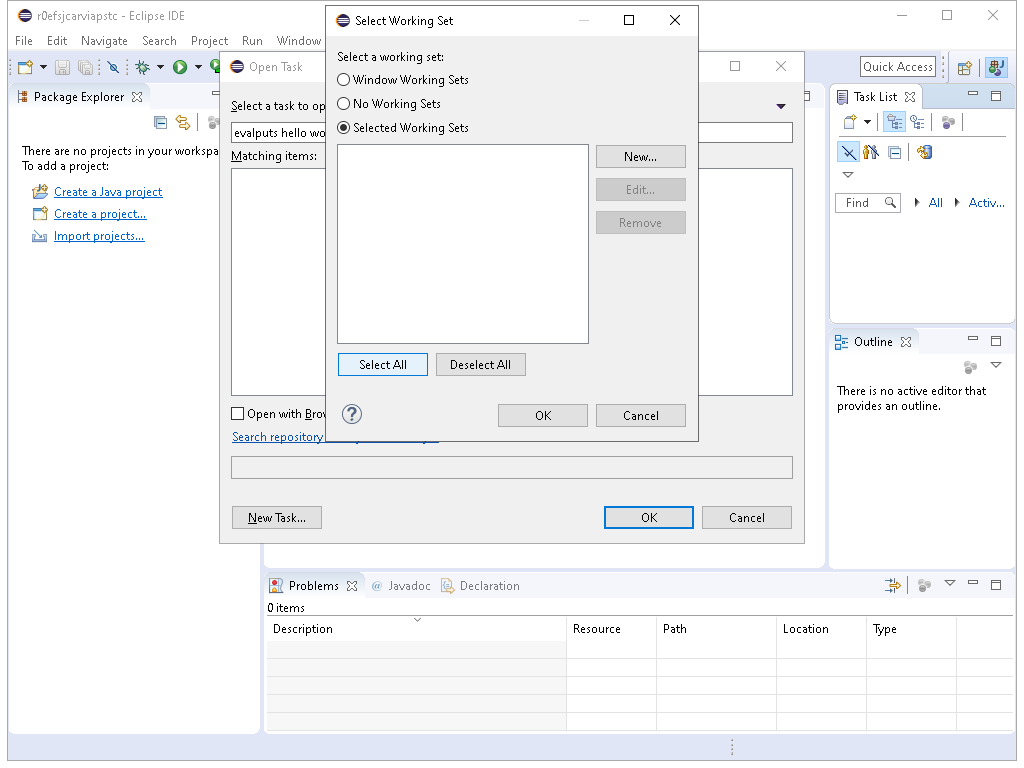 r0efsjcarviapstc - Eclipse IDE
File Edit Navigate Search Project Run Window
Quick Access
Package Explorer
There are no projects in your workspa
To add a project:
Create a Java project
Create a project...
Import projects...
Open Task
Select a task to op
evalputs hello wo
Matching items:
Open with Brow
Search repository
New Task...
OK
Cancel
Select Working Set
Select a working set:
Window Working Sets
No Working Sets
Selected Working Sets
New...
Edit...
Remove
Select All
Deselect All
OK
Cancel
Task List
Find
All
Activ...
Outline
There is no active editor that
provides an outline.
Problems
@ Javadoc
Declaration
0 items
Description Resource Path Location Type